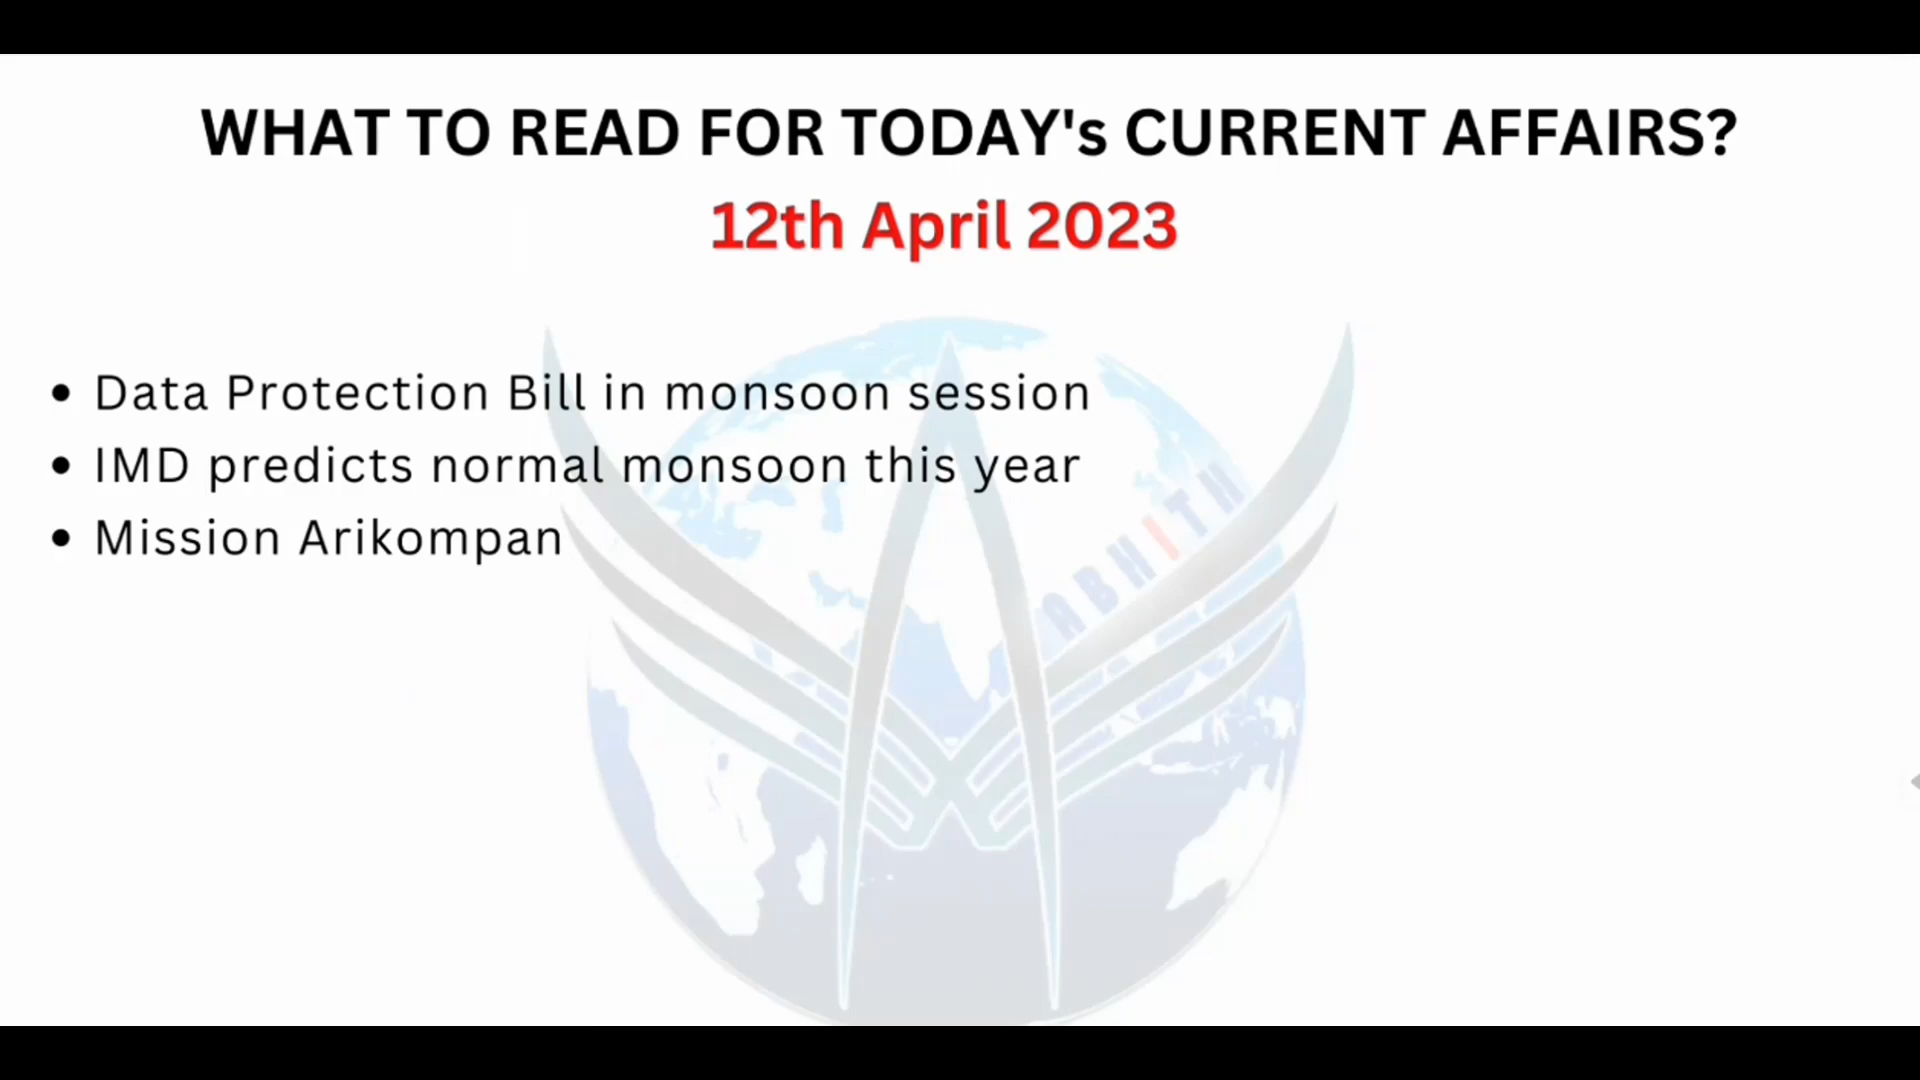 WHAT TO READ FOR TODAY's CURRENT AFFAIRS?
12th April 2023
• Data Protection Bill in monsoon session
• IMD predicts normal monsoon this year
• Mission Arikompan
ABHITH